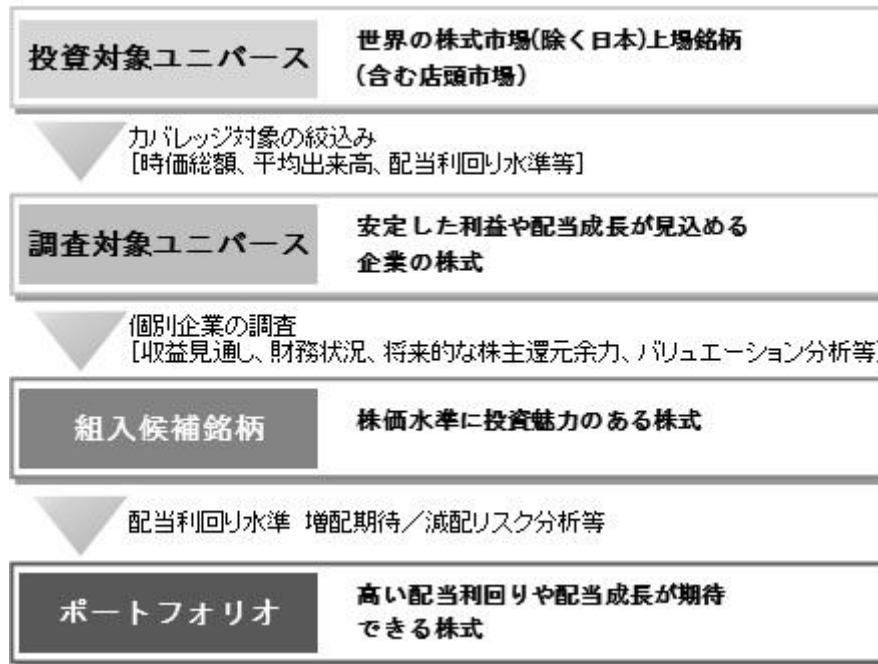 投資対象ユニバース
世界の株式市場(除く日本)上場銘柄
(含む店頭市場)
カバレッジ対象の絞込み
[時価総額、平均出来高、配当利回り水準等]
調査対象ユニバース
安定した利益や配当成長が見込める
企業の株式
個別企業の調査
[収益見通し、財務状況、将来的な株主還元余力、バリュエーション分析等]
組入候補銘柄
株価水準に投資魅力のある株式
配当利回り水準 増配期待／減配リスク分析等
ポートフォリオ
高い配当利回りや配当成長が期待
できる株式